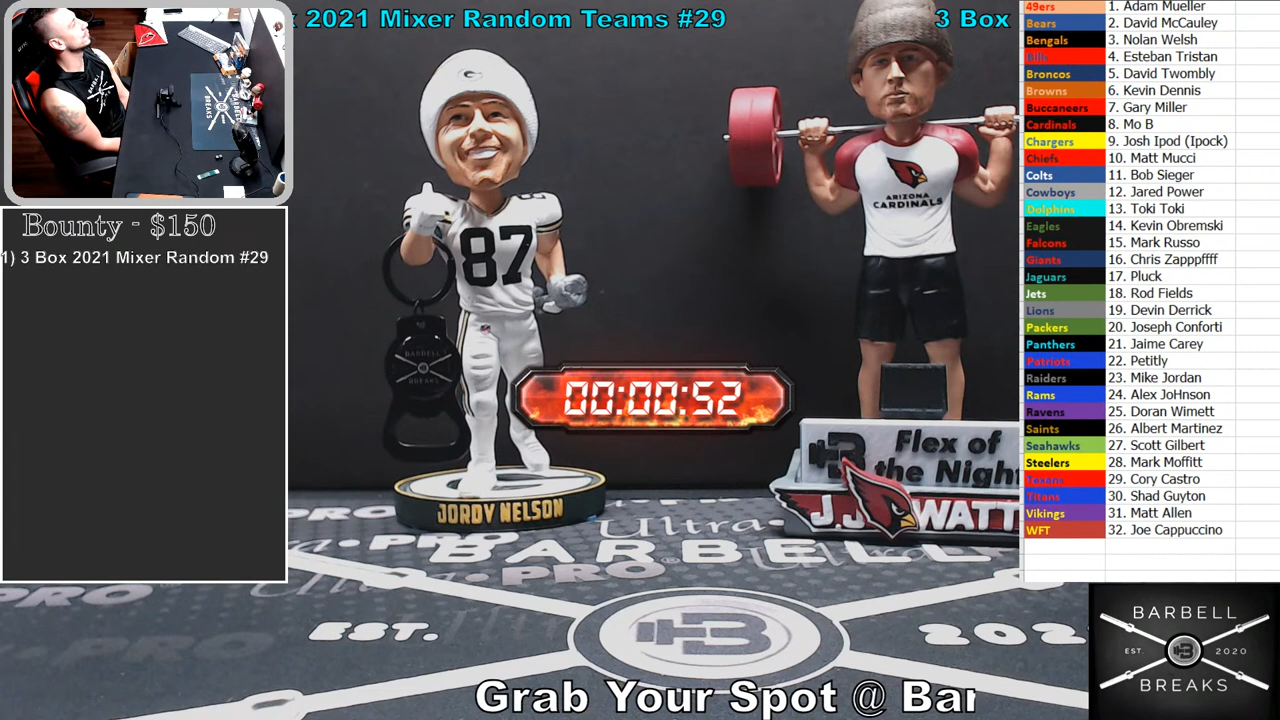 x 2021 Mixer Random Teams #29
3 Box
Bounty - $150
1) 3 Box 2021 Mixer Random #29
49ers 1. Adam Mueller
Bears 2. David McCauley
Bengals 3. Nolan Welsh
Bills 4. Esteban Tristan
Broncos 5. David Twombly
Browns 6. Kevin Dennis
Buccaneers 7. Gary Miller
Cardinals 8. Mo B
Chargers 9. Josh Ipod (Ipock)
Chiefs 10. Matt Mucci
Colts 11. Bob Sieger
Cowboys 12. Jared Power
Dolphins 13. Toki Toki
Eagles 14. Kevin Obremski
Falcons 15. Mark Russo
Giants 16. Chris Zapppffff
Jaguars 17. Pluck
Jets 18. Rod Fields
Lions 19. Devin Derrick
Packers 20. Joseph Conforti
Panthers 21. Jaime Carey
Patriots 22. Petitly
Raiders 23. Mike Jordan
Rams 24. Alex JoHnson
Ravens 25. Doran Wimett
Saints 26. Albert Martinez
Seahawks 27. Scott Gilbert
Steelers 28. Mark Moffitt
Texans 29. Cory Castro
Titans 30. Shad Guyton
Vikings 31. Matt Allen
WFT 32. Joe Cappuccino
G
87
ARIZONA
CARDINALS
BARBELL
BREAKS
00:00:52
Flex of
the Night
JORDY NELSON
J.J. WATT
Ultra
PRO
BARBELL
PRO
EST.
202
BARBELL
EST. 2020
BREAKS
Grab Your Spot @ Bar